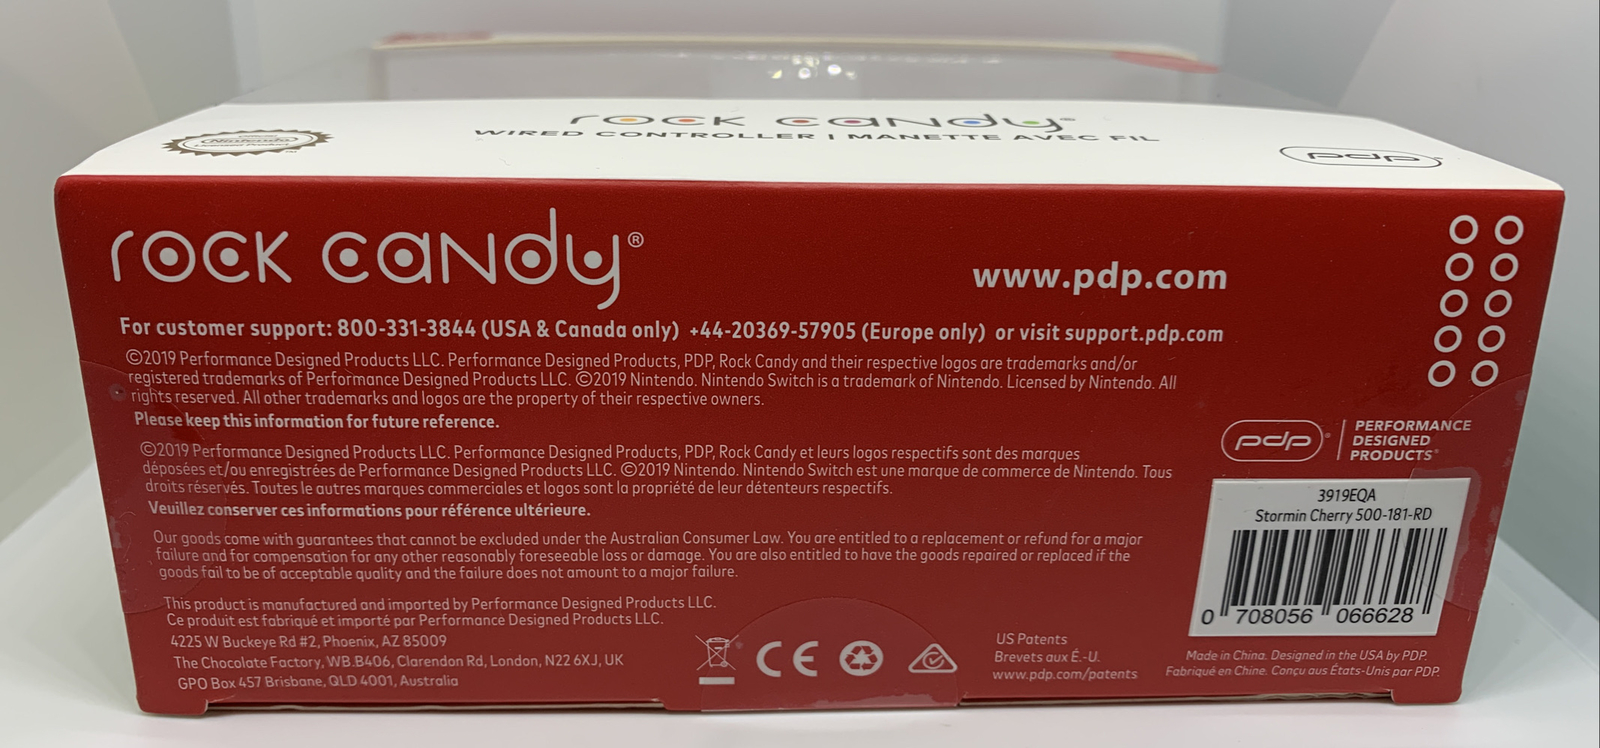 Official
Nintendo
Licensed Product
rock candy®
WIRED CONTROLLER | MANETTE AVEC FIL
pdp
rock candy®
www.pdp.com
For customer support: 800-331-3844 (USA & Canada only) +44-20369-57905 (Europe only) or visit support.pdp.com
©2019 Performance Designed Products LLC. Performance Designed Products, PDP, Rock Candy and their respective logos are trademarks and/or
registered trademarks of Performance Designed Products LLC. ©2019 Nintendo. Nintendo Switch is a trademark of Nintendo. Licensed by Nintendo. All
rights reserved. All other trademarks and logos are the property of their respective owners.
Please keep this information for future reference.
©2019 Performance Designed Products LLC. Performance Designed Products, PDP, Rock Candy et leurs logos respectifs sont des marques
déposées et/ou enregistrées de Performance Designed Products LLC. ©2019 Nintendo. Nintendo Switch est une marque de commerce de Nintendo. Tous
droits réservés. Toutes le autres marques commerciales et logos sont la propriété de leur détenteurs respectifs.
Veuillez conserver ces informations pour référence ultérieure.
Our goods come with guarantees that cannot be excluded under the Australian Consumer Law. You are entitled to a replacement or refund for a major
failure and for compensation for any other reasonably foreseeable loss or damage. You are also entitled to have the goods repaired or replaced if the
goods fail to be of acceptable quality and the failure does not amount to a major failure.
This product is manufactured and imported by Performance Designed Products LLC.
Ce produit est fabriqué et importé par Performance Designed Products LLC.
4225 W Buckeye Rd #2, Phoenix, AZ 85009
The Chocolate Factory, WB.B406, Clarendon Rd, London, N22 6XJ, UK
GPO Box 457 Brisbane, QLD 4001, Australia
CE
US Patents
Brevets aux É.-U.
www.pdp.com/patents
pdp® | PERFORMANCE
DESIGNED
PRODUCTS®
3919EQA
Stormin Cherry 500-181-RD
0 708056 066628
Made in China. Designed in the USA by PDP.
Fabriqué en Chine. Conçu aux États-Unis par PDP.